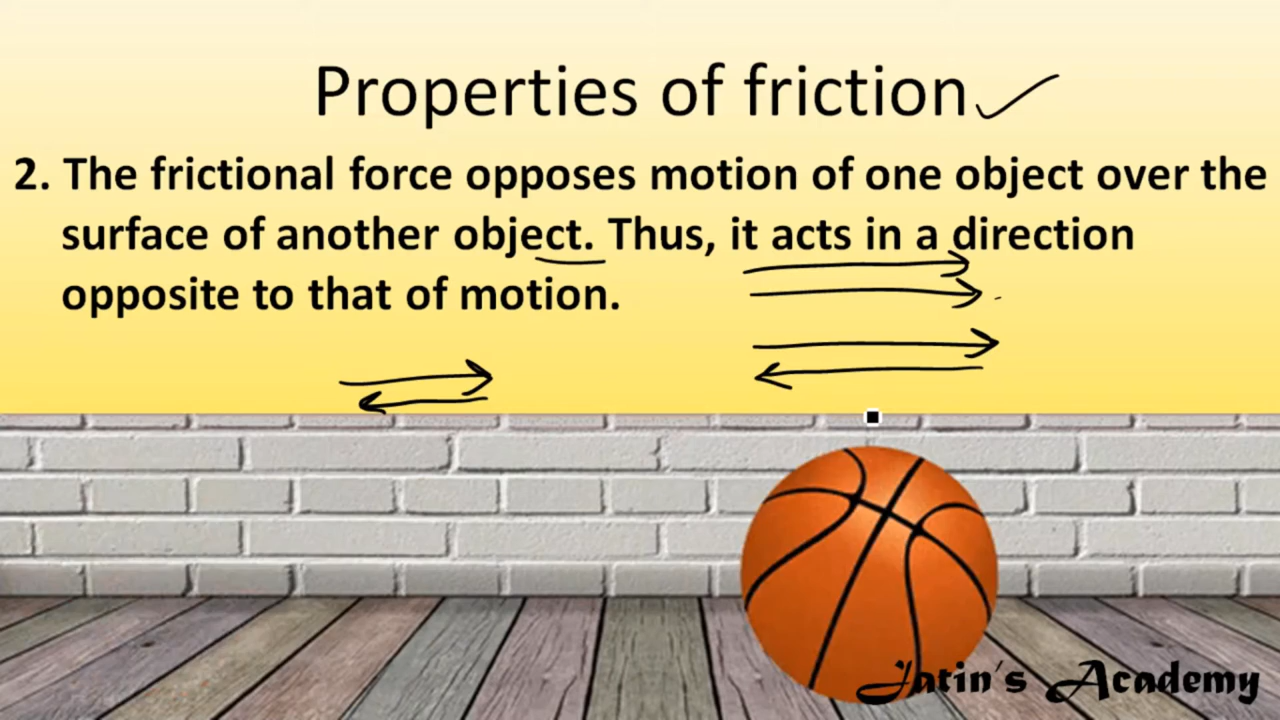 Properties of friction
2. The frictional force opposes motion of one object over the
surface of another object. Thus, it acts in a direction
opposite to that of motion.
Jatin's Academy